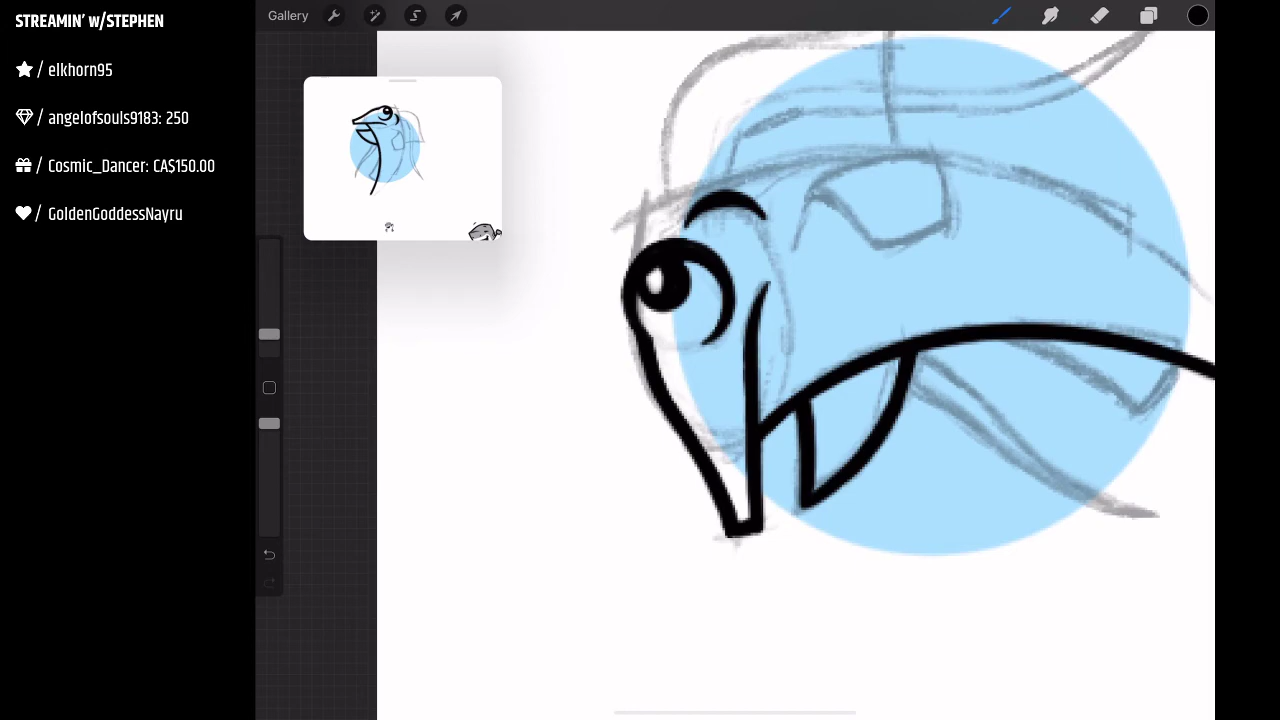 STREAMIN' w/STEPHEN
Gallery
/ elkhorn95
/ angelofsouls9183: 250
/ Cosmic_Dancer: CA$150.00
/ GoldenGoddessNayru